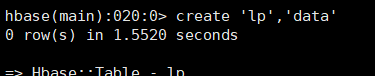 hbase(main):020:0> create 'lp','data'
0 row(s) in 1.5520 seconds
=> Hbase::Table - lp